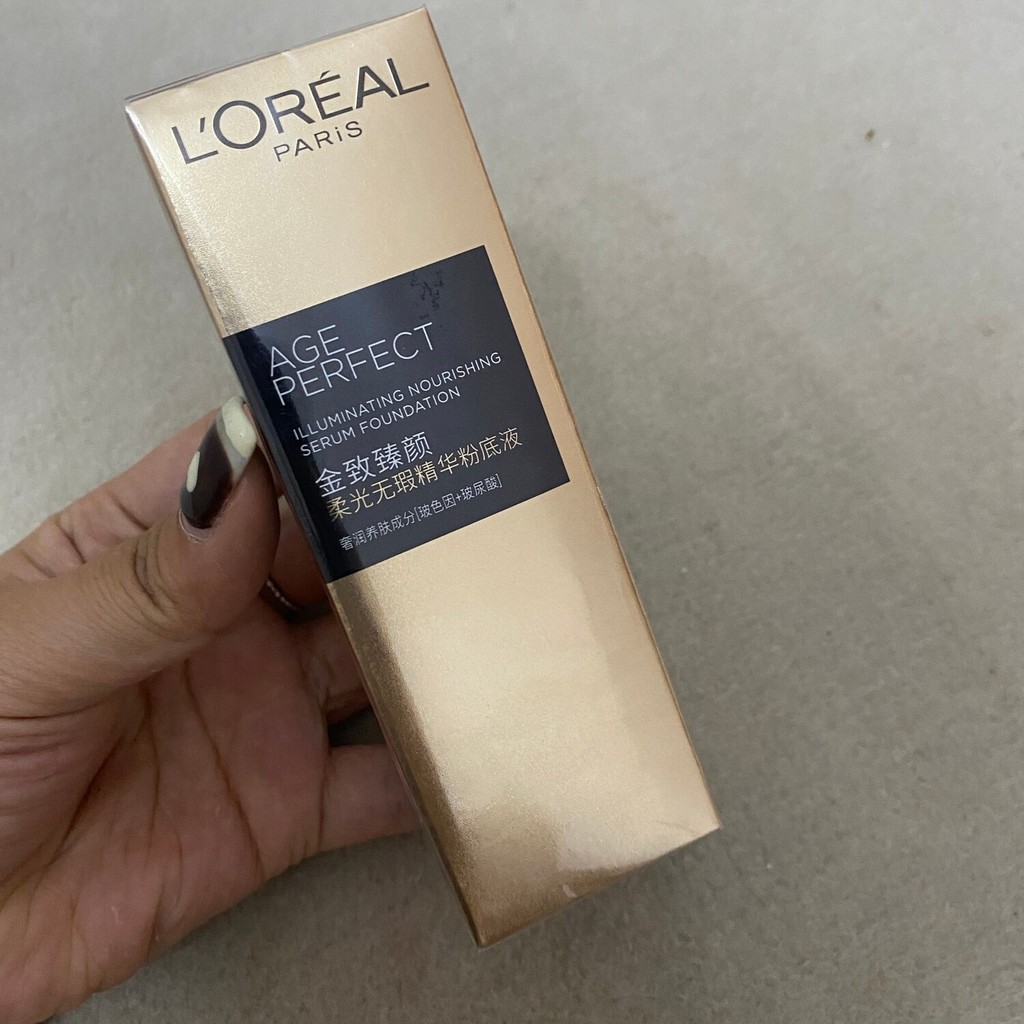 L'ORÉAL
PARiS
AGE
PERFECT
ILLUMINATING NOURISHING
SERUM FOUNDATION
金致臻颜
柔光无瑕精华粉底液
奢润养肤成分[玻色因+玻尿酸]